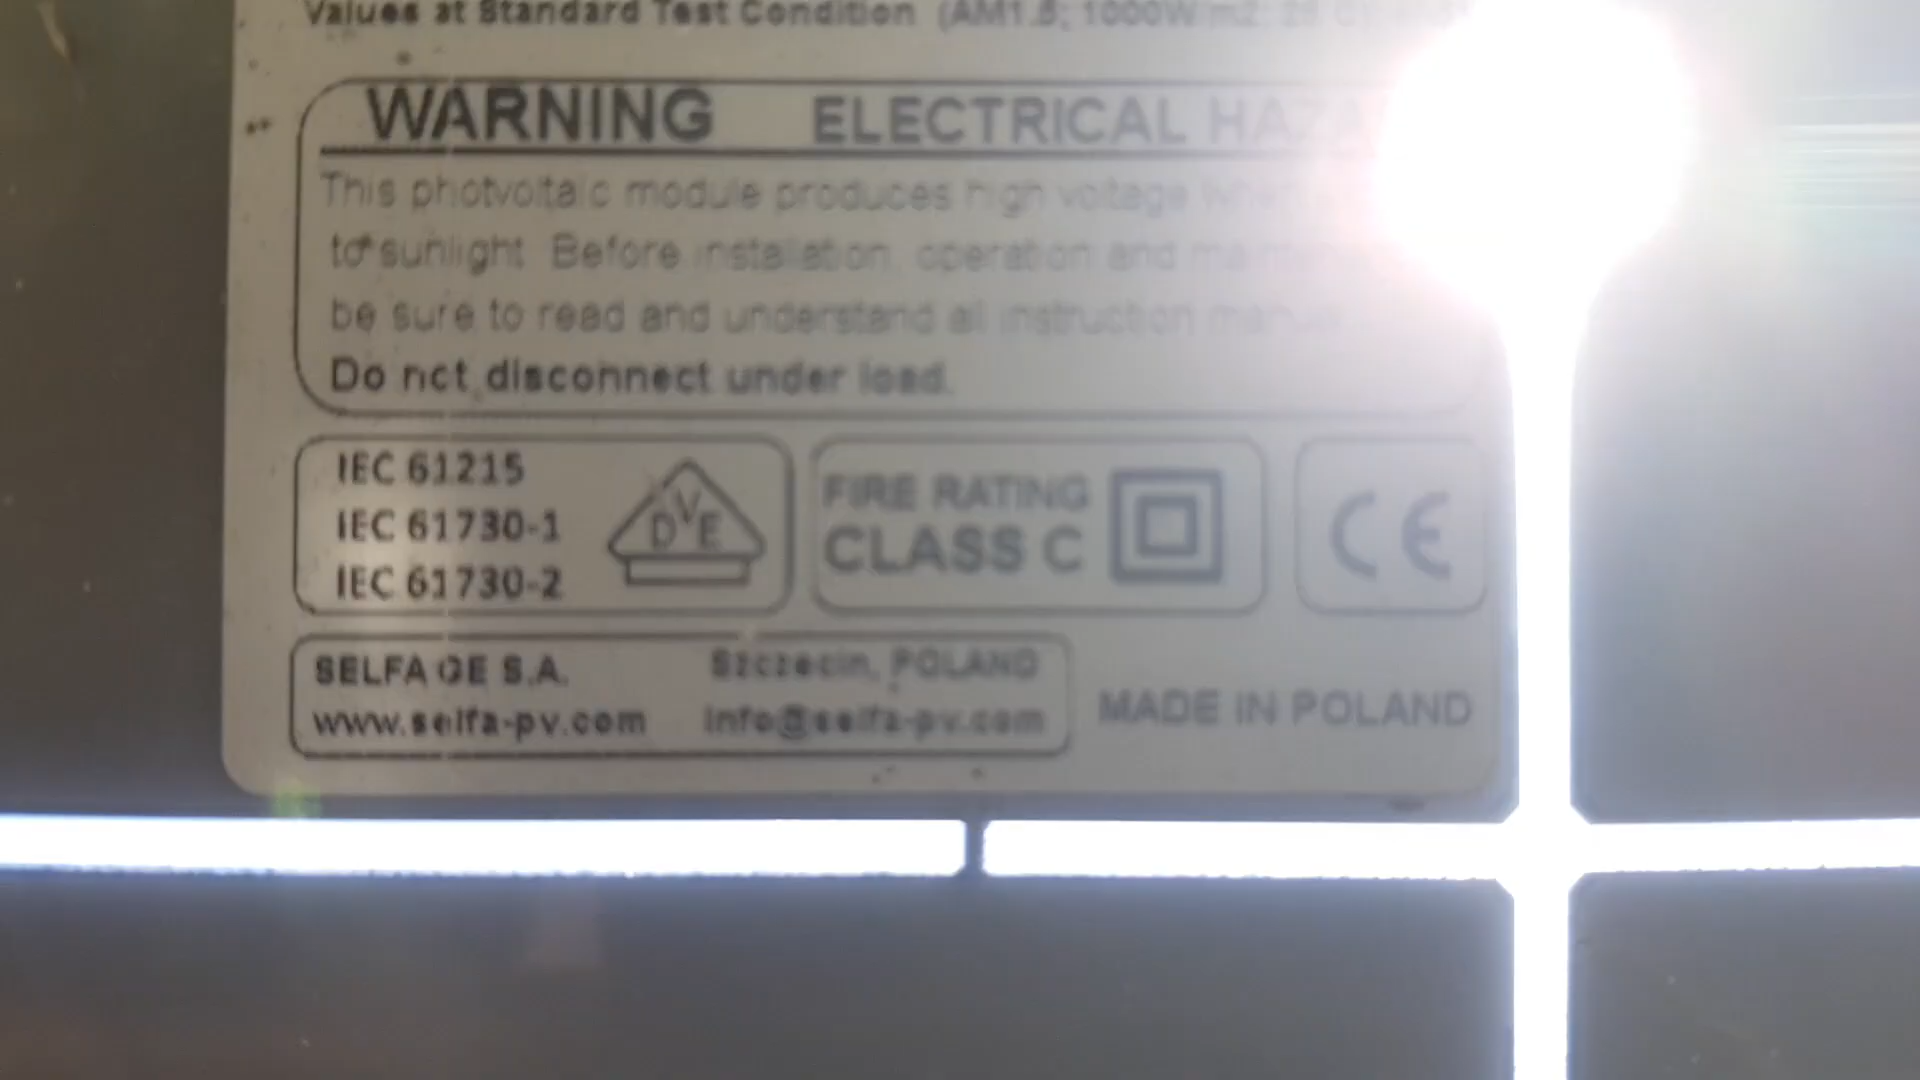 Values at Standard Test Condition (AM1.5; 1000W/m2; 25
WARNING ELECTRICAL
This photvoltaic module produces high voltage
to sunlight Before installation, operation and
be sure to read and understand all instruction
Do not disconnect under load.
IEC 61215
IEC 61730-1
IEC 61730-2
DVE
FIRE RATING
CLASS C
CE
SELFA GE S.A. Szczecin, POLAND
www.selfa-pv.com info@selfa-pv.com
MADE IN POLAND